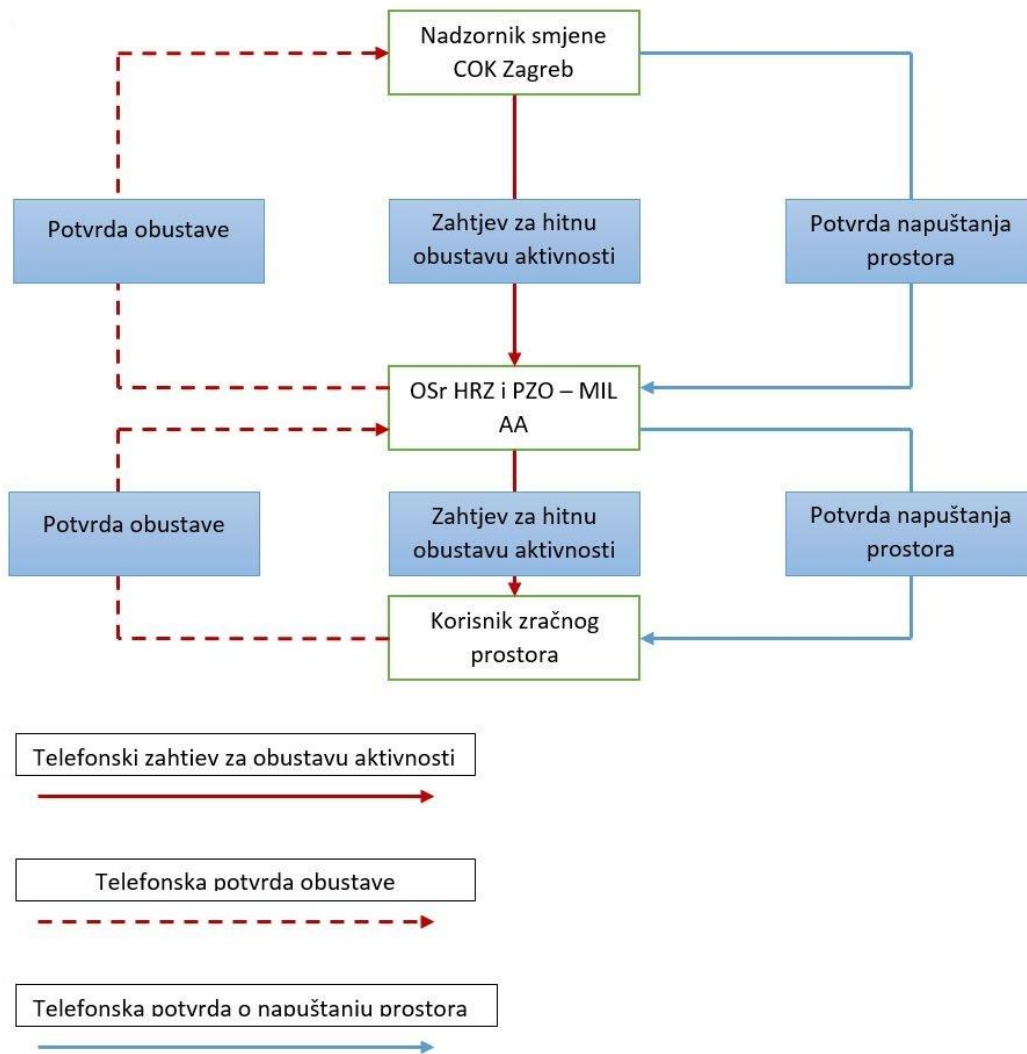 Nadzornik smjene
COK Zagreb
Potvrda obustave
Zahtjev za hitnu
obustavu aktivnosti
Potvrda napuštanja
prostora
OSr HRZ i PZO – MIL
AA
Potvrda obustave
Zahtjev za hitnu
obustavu aktivnosti
Potvrda napuštanja
prostora
Korisnik zračnog
prostora
Telefonski zahtjev za obustavu aktivnosti
Telefonska potvrda obustave
Telefonska potvrda o napuštanju prostora